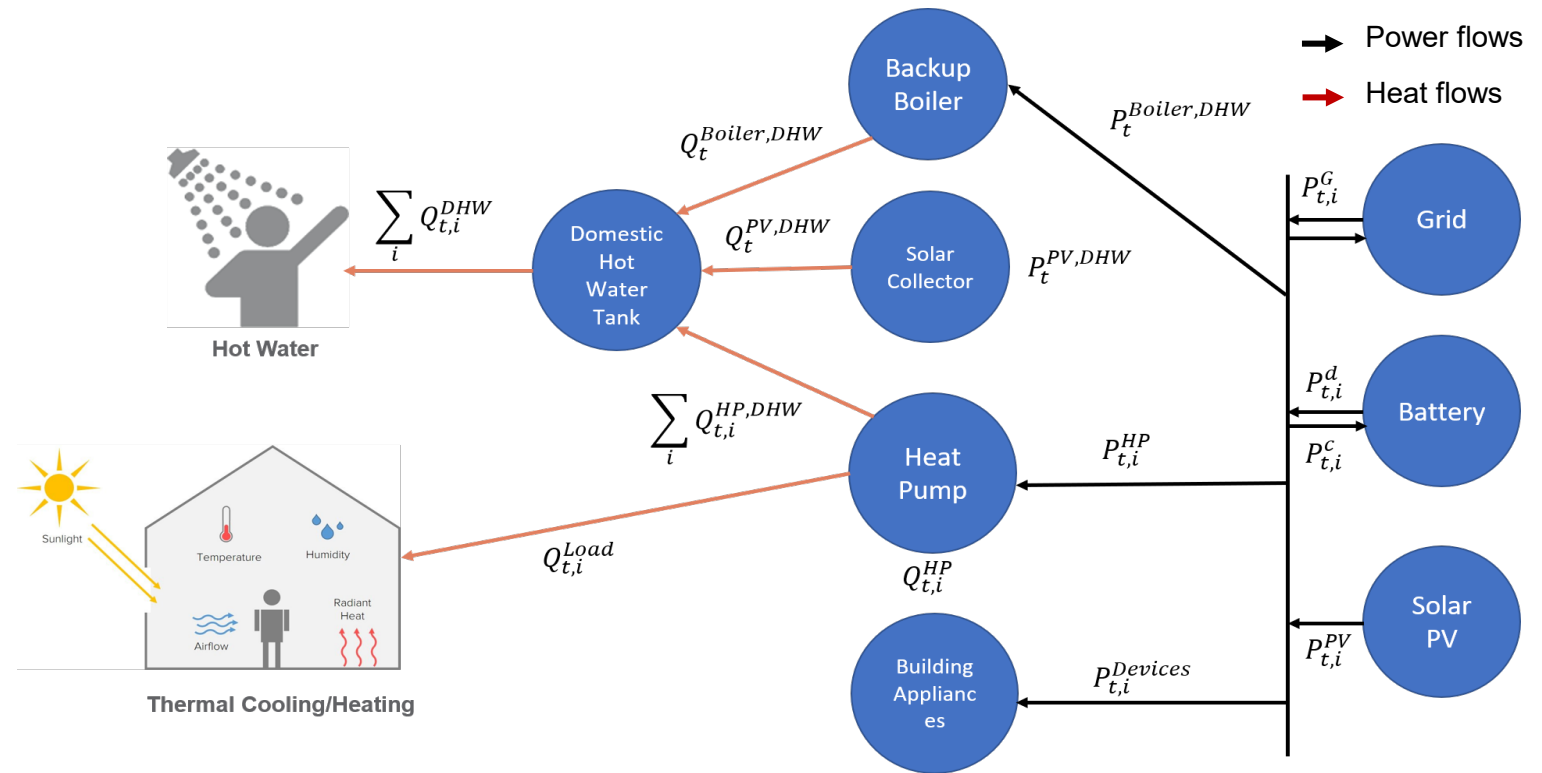 Power flows
Heat flows
Backup
Boiler
P_t^{Boiler,DHW}
Q_t^{Boiler,DHW}
P_{t,i}^{G}
Grid
∑_i Q_{t,i}^{DHW}
Domestic
Hot
Water
Tank
Q_t^{PV,DHW}
Solar
Collector
P_t^{PV,DHW}
Hot Water
P_{t,i}^{d}
Battery
P_{t,i}^{c}
∑_i Q_{t,i}^{HP,DHW}
Heat
Pump
P_{t,i}^{HP}
Q_{t,i}^{HP}
Q_{t,i}^{Load}
Sunlight
Temperature
Humidity
Airflow
Radiant
Heat
Thermal Cooling/Heating
Solar
PV
P_{t,i}^{PV}
Building
Applianc
es
P_{t,i}^{Devices}